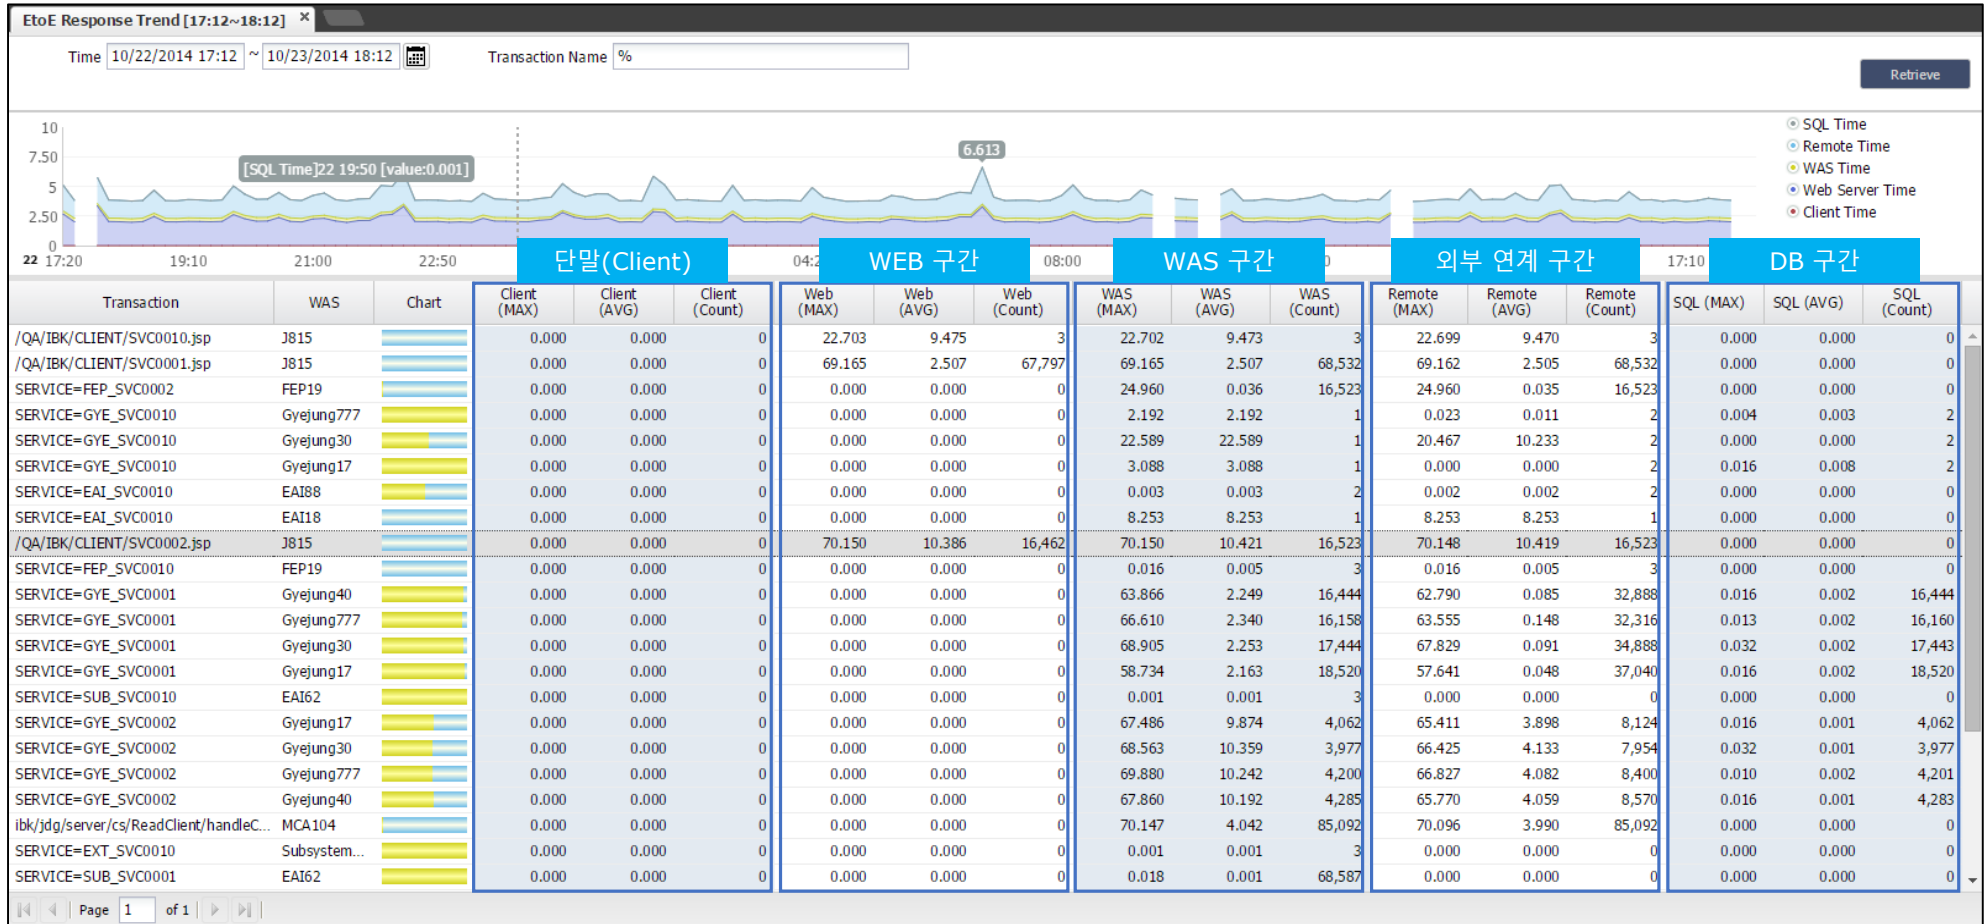 EtoE Response Trend [17:12~18:12] ×
Time 10/22/2014 17:12 ~ 10/23/2014 18:12 Transaction Name %
Retrieve
10
7.50
5
2.50
0
[SQL Time]22 19:50 [value:0.001]
6.613
SQL Time
Remote Time
WAS Time
Web Server Time
Client Time
22 17:20 19:10 21:00 22:50 08:00 17:10
단말(Client) WEB 구간 WAS 구간 외부 연계 구간 DB 구간
Transaction WAS Chart Client (MAX) Client (AVG) Client (Count) Web (MAX) Web (AVG) Web (Count) WAS (MAX) WAS (AVG) WAS (Count) Remote (MAX) Remote (AVG) Remote (Count) SQL (MAX) SQL (AVG) SQL (Count)
/QA/IBK/CLIENT/SVC0010.jsp J815 0.000 0.000 0 22.703 9.475 3 22.702 9.473 3 22.699 9.470 3 0.000 0.000 0
/QA/IBK/CLIENT/SVC0001.jsp J815 0.000 0.000 0 69.165 2.507 67,797 69.165 2.507 68,532 69.162 2.505 68,532 0.000 0.000 0
SERVICE=FEP_SVC0002 FEP19 0.000 0.000 0 0.000 0.000 0 24.960 0.036 16,523 24.960 0.035 16,523 0.000 0.000 0
SERVICE=GYE_SVC0010 Gyejung777 0.000 0.000 0 0.000 0.000 0 2.192 2.192 1 0.023 0.011 2 0.004 0.003 2
SERVICE=GYE_SVC0010 Gyejung30 0.000 0.000 0 0.000 0.000 0 22.589 22.589 1 20.467 10.233 2 0.000 0.000 2
SERVICE=GYE_SVC0010 Gyejung17 0.000 0.000 0 0.000 0.000 0 3.088 3.088 1 0.000 0.000 2 0.016 0.008 2
SERVICE=EAI_SVC0010 EAI88 0.000 0.000 0 0.000 0.000 0 0.003 0.003 2 0.002 0.002 2 0.000 0.000 0
SERVICE=EAI_SVC0010 EAI18 0.000 0.000 0 0.000 0.000 0 8.253 8.253 1 8.253 8.253 1 0.000 0.000 0
/QA/IBK/CLIENT/SVC0002.jsp J815 0.000 0.000 0 70.150 10.386 16,462 70.150 10.421 16,523 70.148 10.419 16,523 0.000 0.000 0
SERVICE=FEP_SVC0010 FEP19 0.000 0.000 0 0.000 0.000 0 0.016 0.005 3 0.016 0.005 3 0.000 0.000 0
SERVICE=GYE_SVC0001 Gyejung40 0.000 0.000 0 0.000 0.000 0 63.866 2.249 16,444 62.790 0.085 32,888 0.016 0.002 16,444
SERVICE=GYE_SVC0001 Gyejung777 0.000 0.000 0 0.000 0.000 0 66.610 2.340 16,158 63.555 0.148 32,316 0.013 0.002 16,160
SERVICE=GYE_SVC0001 Gyejung30 0.000 0.000 0 0.000 0.000 0 68.905 2.253 17,444 67.829 0.091 34,888 0.032 0.002 17,443
SERVICE=GYE_SVC0001 Gyejung17 0.000 0.000 0 0.000 0.000 0 58.734 2.163 18,520 57.641 0.048 37,040 0.016 0.002 18,520
SERVICE=SUB_SVC0010 EAI62 0.000 0.000 0 0.000 0.000 0 0.001 0.001 3 0.000 0.000 0 0.000 0.000 0
SERVICE=GYE_SVC0002 Gyejung17 0.000 0.000 0 0.000 0.000 0 67.486 9.874 4,062 65.411 3.898 8,124 0.016 0.001 4,062
SERVICE=GYE_SVC0002 Gyejung30 0.000 0.000 0 0.000 0.000 0 68.563 10.359 3,977 66.425 4.133 7,954 0.032 0.001 3,977
SERVICE=GYE_SVC0002 Gyejung777 0.000 0.000 0 0.000 0.000 0 69.880 10.242 4,200 66.827 4.082 8,400 0.010 0.002 4,201
SERVICE=GYE_SVC0002 Gyejung40 0.000 0.000 0 0.000 0.000 0 67.860 10.192 4,285 65.770 4.059 8,570 0.016 0.001 4,283
ibk/jdg/server/cs/ReadClient/handleC... MCA104 0.000 0.000 0 0.000 0.000 0 70.147 4.042 85,092 70.096 3.990 85,092 0.000 0.000 0
SERVICE=EXT_SVC0010 Subsystem... 0.000 0.000 0 0.000 0.000 0 0.001 0.001 3 0.000 0.000 0 0.000 0.000 0
SERVICE=SUB_SVC0001 EAI62 0.000 0.000 0 0.000 0.000 0 0.018 0.001 68,587 0.000 0.000 0 0.000 0.000 0
Page 1 of 1